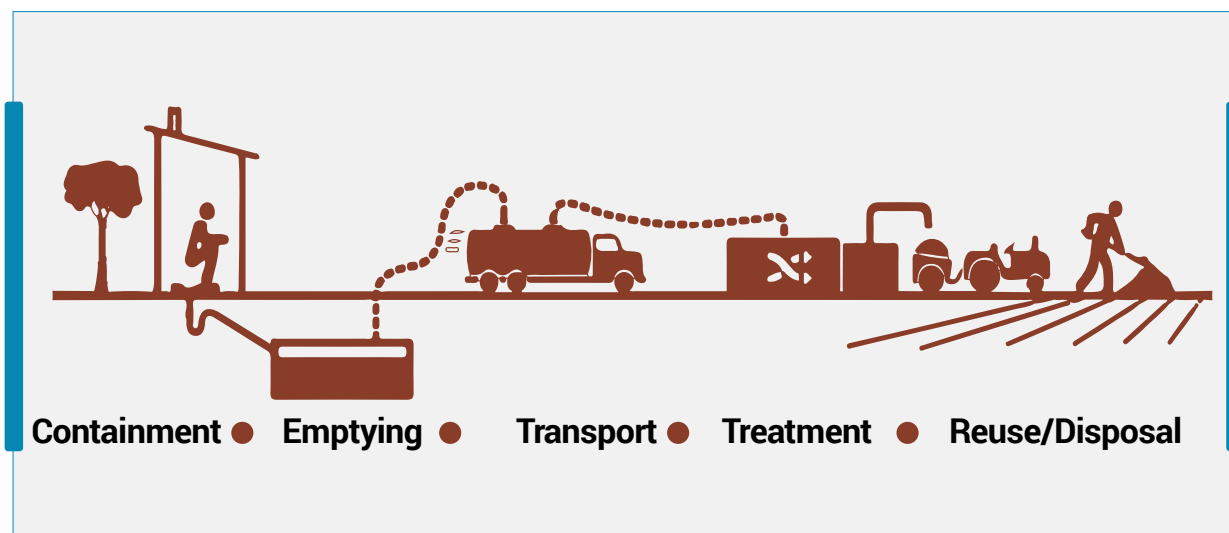 Containment ● Emptying ● Transport ● Treatment ● Reuse/Disposal